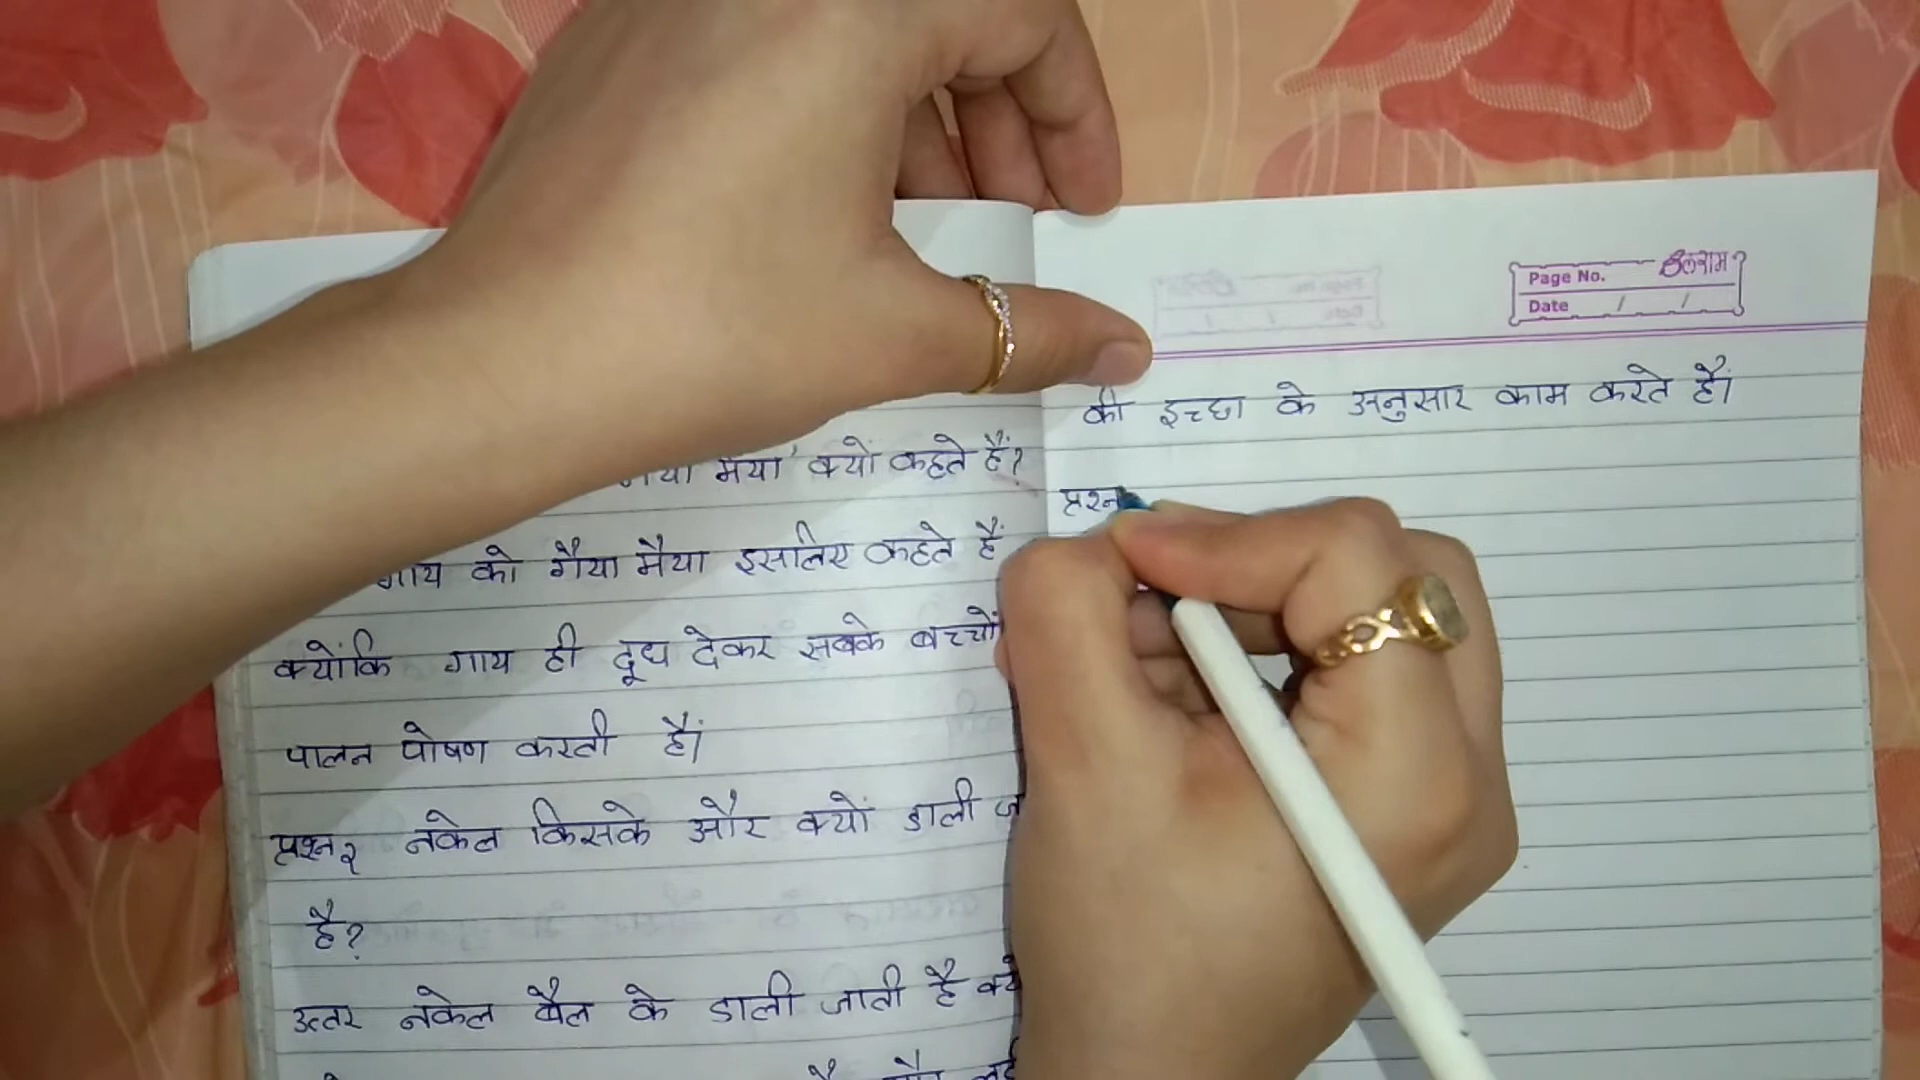 मैया' क्यों कहते हैं?
गाय को गैया मैया इसलिए कहते हैं
क्योंकि गाय ही दूध देकर सबके बच्चों
पालन पोषण करती हैं।
प्रश्न२ नकेल किसके और क्यों डाली
है?
उत्तर नकेल बैल के डाली जाती है
Page No.
Date / /
की इच्छा के अनुसार काम करते हैं।
प्रश्न